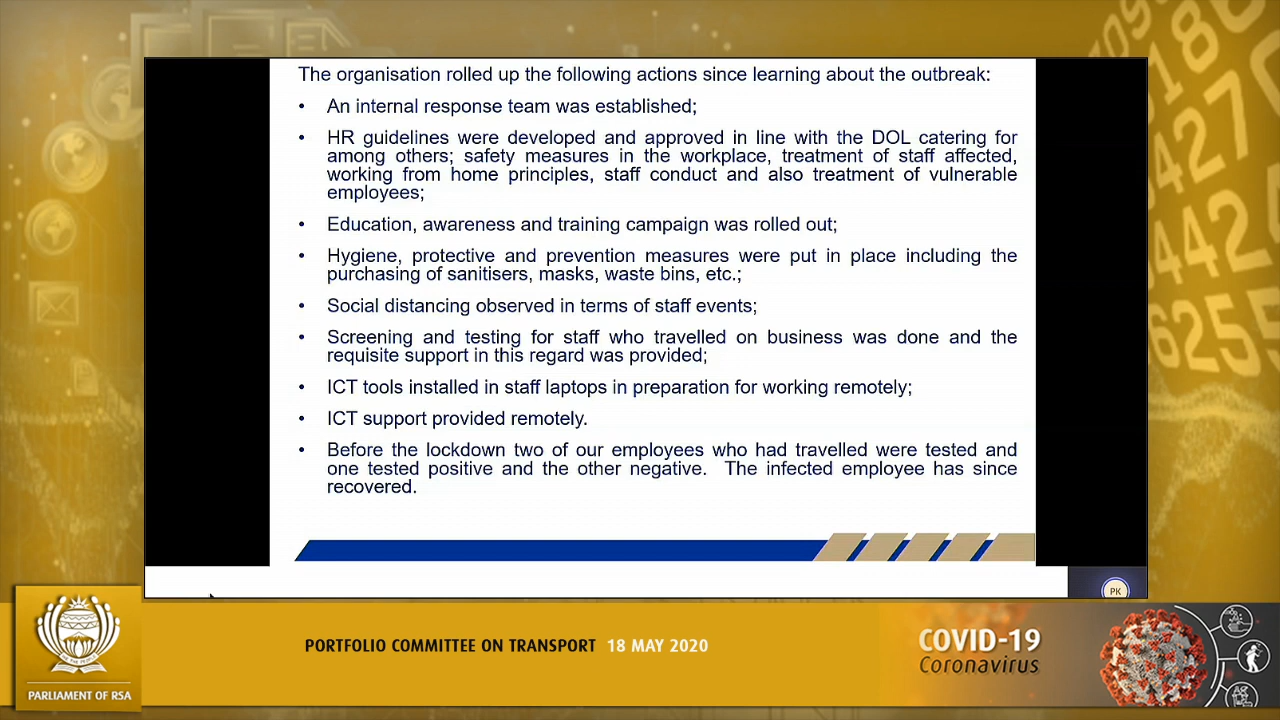 The organisation rolled up the following actions since learning about the outbreak:
• An internal response team was established;
• HR guidelines were developed and approved in line with the DOL catering for
among others; safety measures in the workplace, treatment of staff affected,
working from home principles, staff conduct and also treatment of vulnerable
employees;
• Education, awareness and training campaign was rolled out;
• Hygiene, protective and prevention measures were put in place including the
purchasing of sanitisers, masks, waste bins, etc.;
• Social distancing observed in terms of staff events;
• Screening and testing for staff who travelled on business was done and the
requisite support in this regard was provided;
• ICT tools installed in staff laptops in preparation for working remotely;
• ICT support provided remotely.
• Before the lockdown two of our employees who had travelled were tested and
one tested positive and the other negative. The infected employee has since
recovered.
PK
PARLIAMENT OF RSA
PORTFOLIO COMMITTEE ON TRANSPORT 18 MAY 2020
COVID-19
Coronavirus